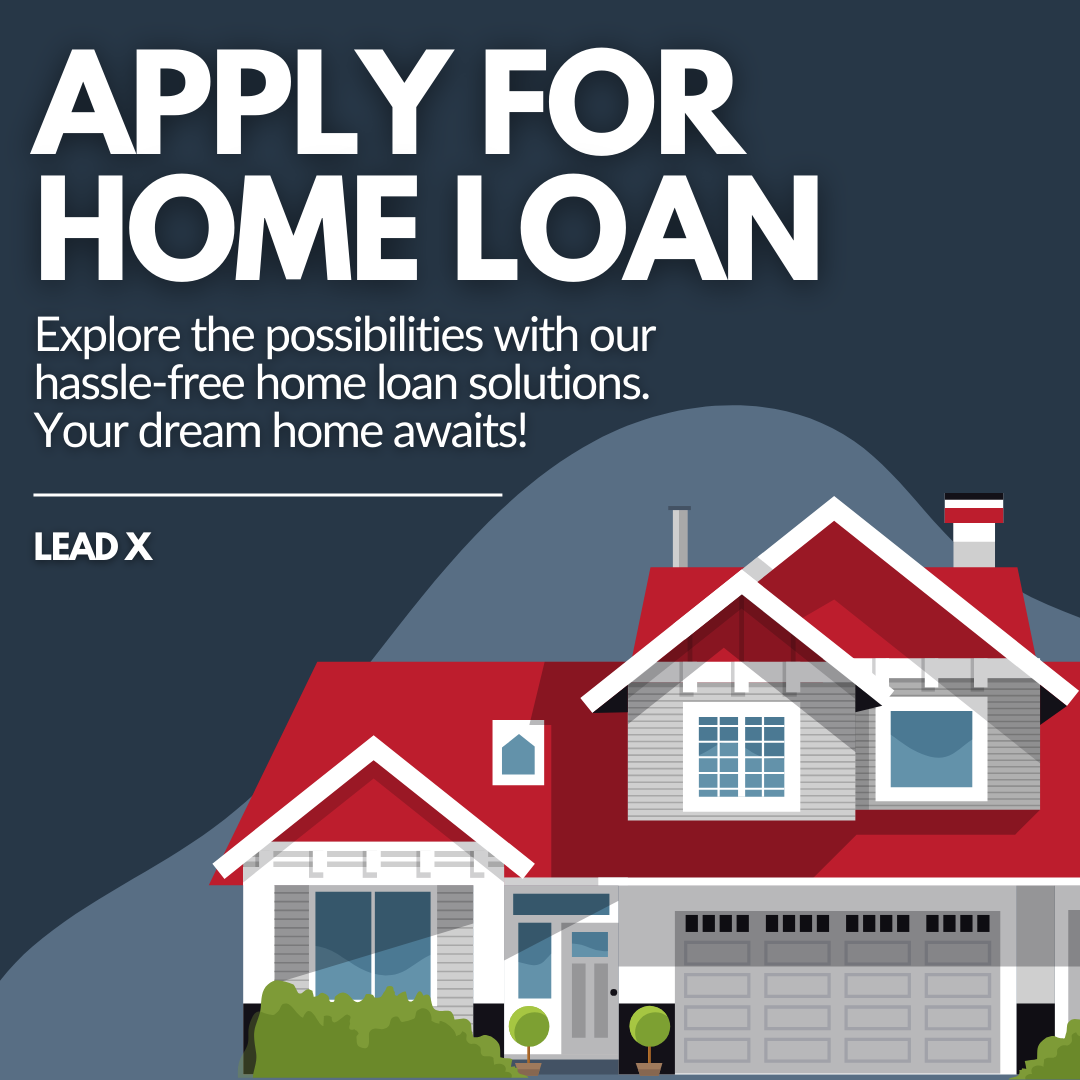 APPLY FOR
HOME LOAN
Explore the possibilities with our
hassle-free home loan solutions.
Your dream home awaits!
LEAD X